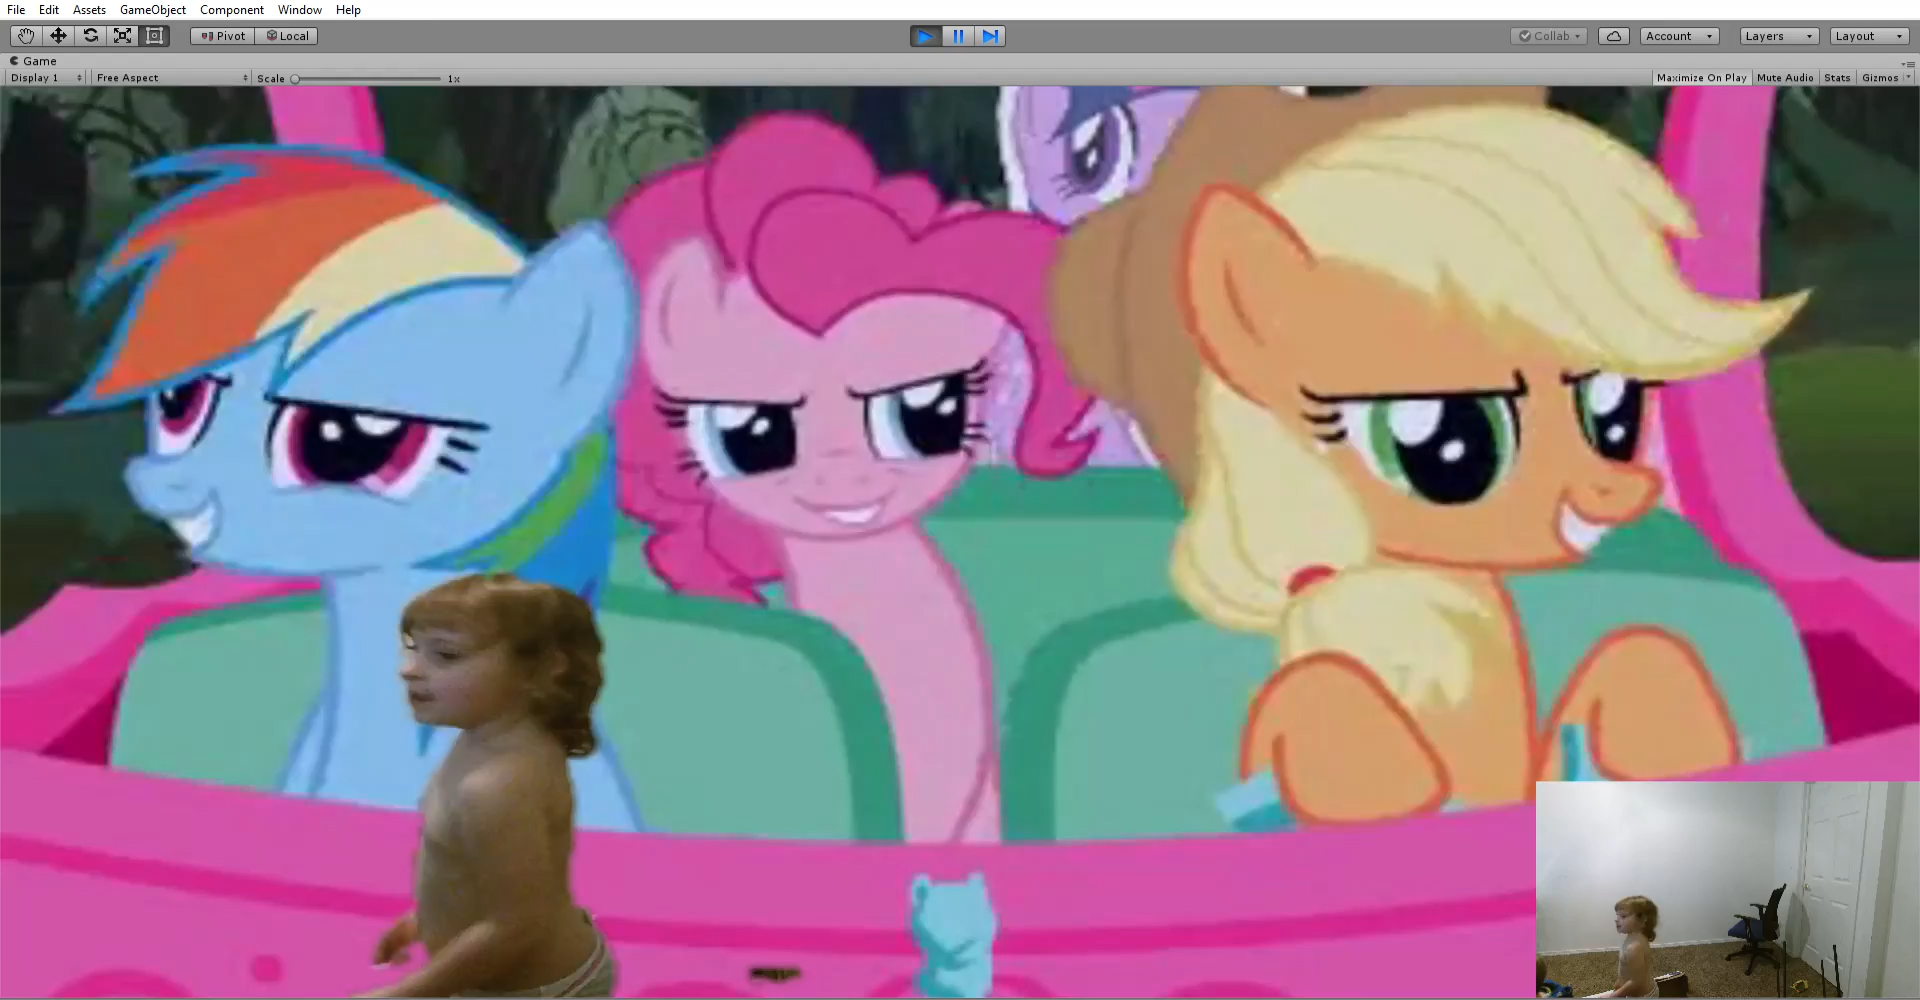 File Edit Assets GameObject Component Window Help
Pivot Local Collab Account Layers Layout
Game
Display 1 Free Aspect Scale 1x Maximize On Play Mute Audio Stats Gizmos